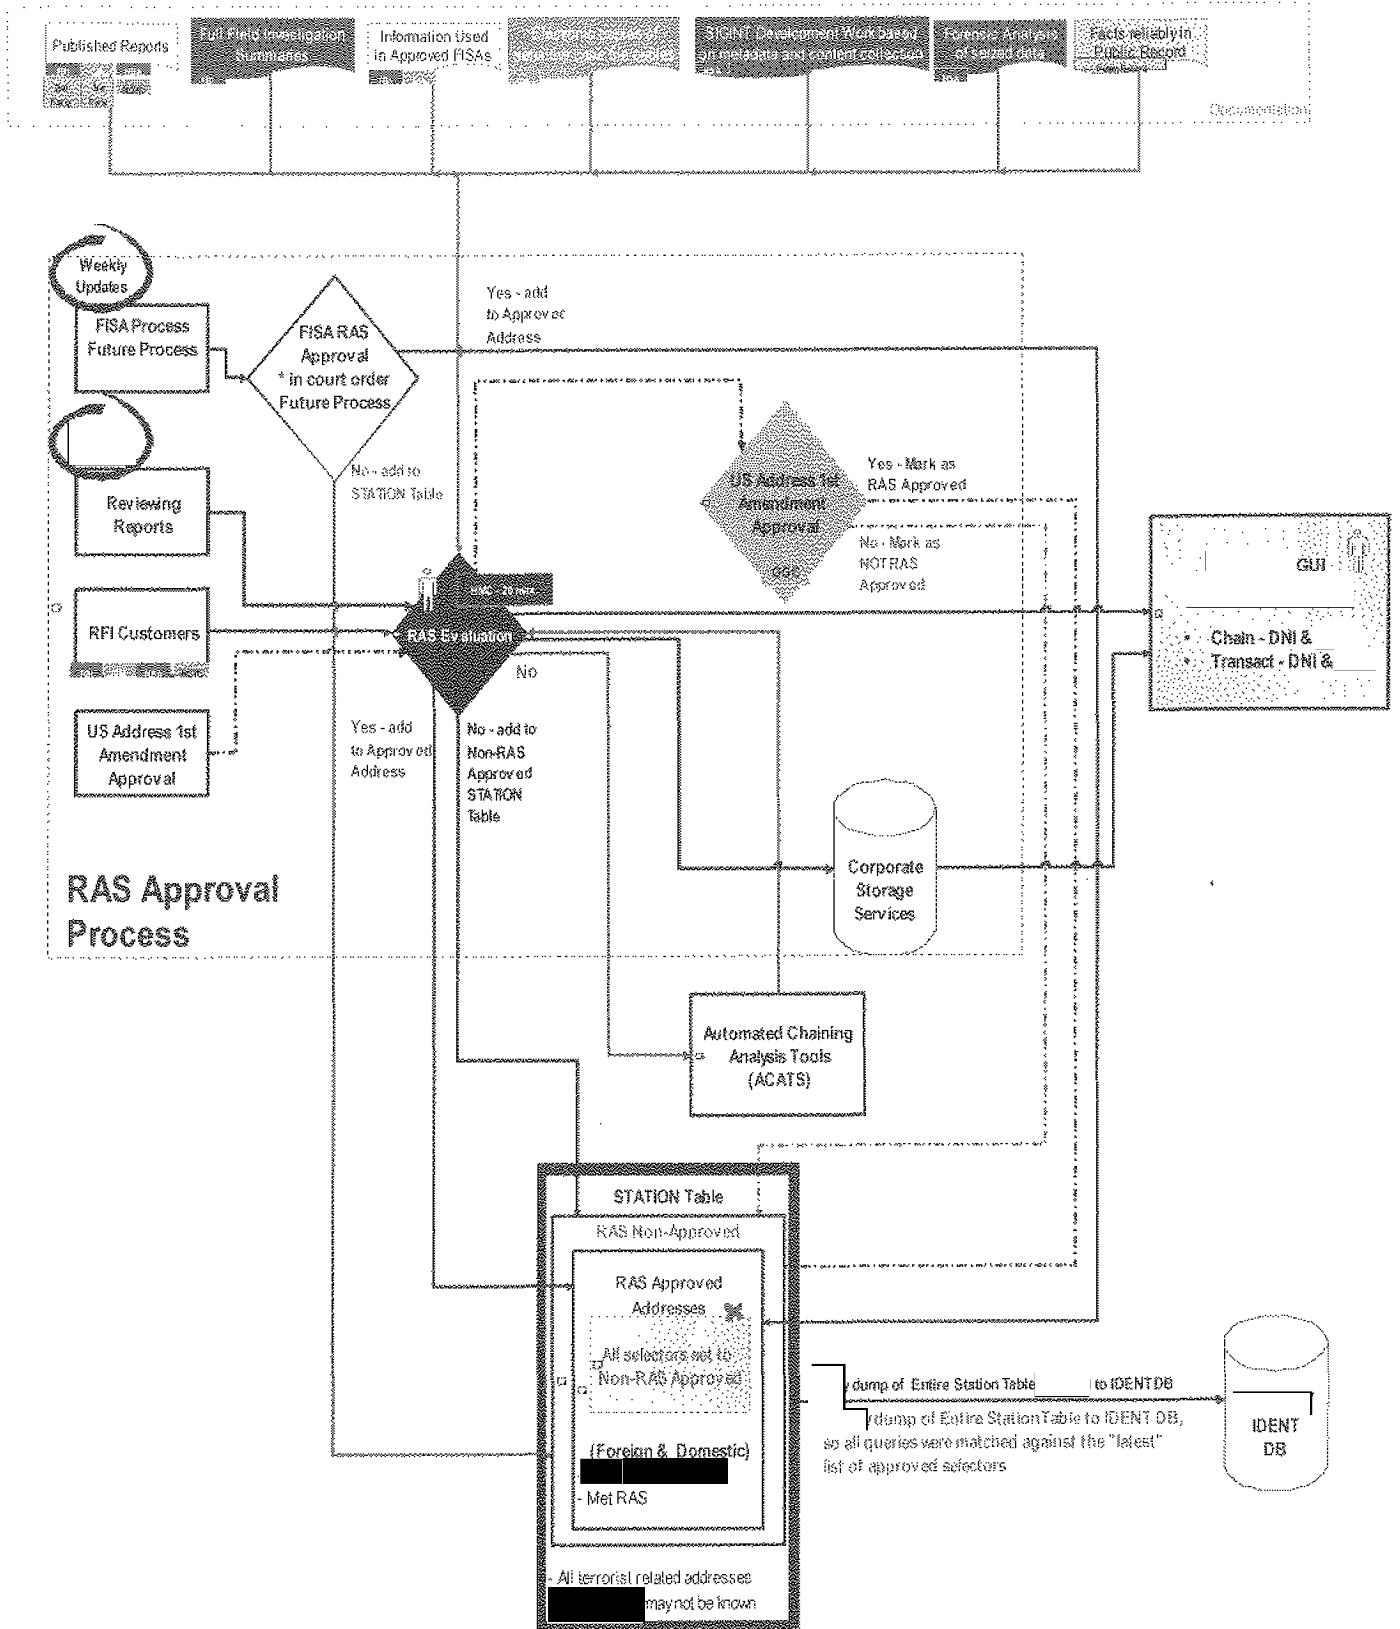 Published Reports
Full Field Investigation
Summaries
Information Used
in Approved FISAs
SIGINT Development Work based
on metadata and content collection
Forensic Analysis
of seized data
Facts reliably in
Public Record
Documentation
Weekly
Updates
FISA Process
Future Process
FISA RAS
Approval
* in court order
Future Process
Yes - add
to Approved
Address
No - add to
STATION Table
Reviewing
Reports
RFI Customers
US Address 1st
Amendment
Approval
RAS Evaluation
No
US Address 1st
Amendment
Approval
OGC
Yes - Mark as
RAS Approved
No - Mark as
NOT RAS
Approved
GUI
• Chain - DNI &
• Transact - DNI &
Yes - add
to Approved
Address
No - add to
Non-RAS
Approved
STATION
Table
Corporate
Storage
Services
RAS Approval
Process
Automated Chaining
Analysis Tools
(ACATS)
STATION Table
RAS Non-Approved
RAS Approved
Addresses
All selectors set to
Non-RAS Approved
(Foreign & Domestic)
- Met RAS
- All terrorist related addresses
may not be known
y dump of Entire Station Table to IDENT DB
y dump of Entire Station Table to IDENT DB,
so all queries were matched against the "latest"
list of approved selectors
IDENT
DB